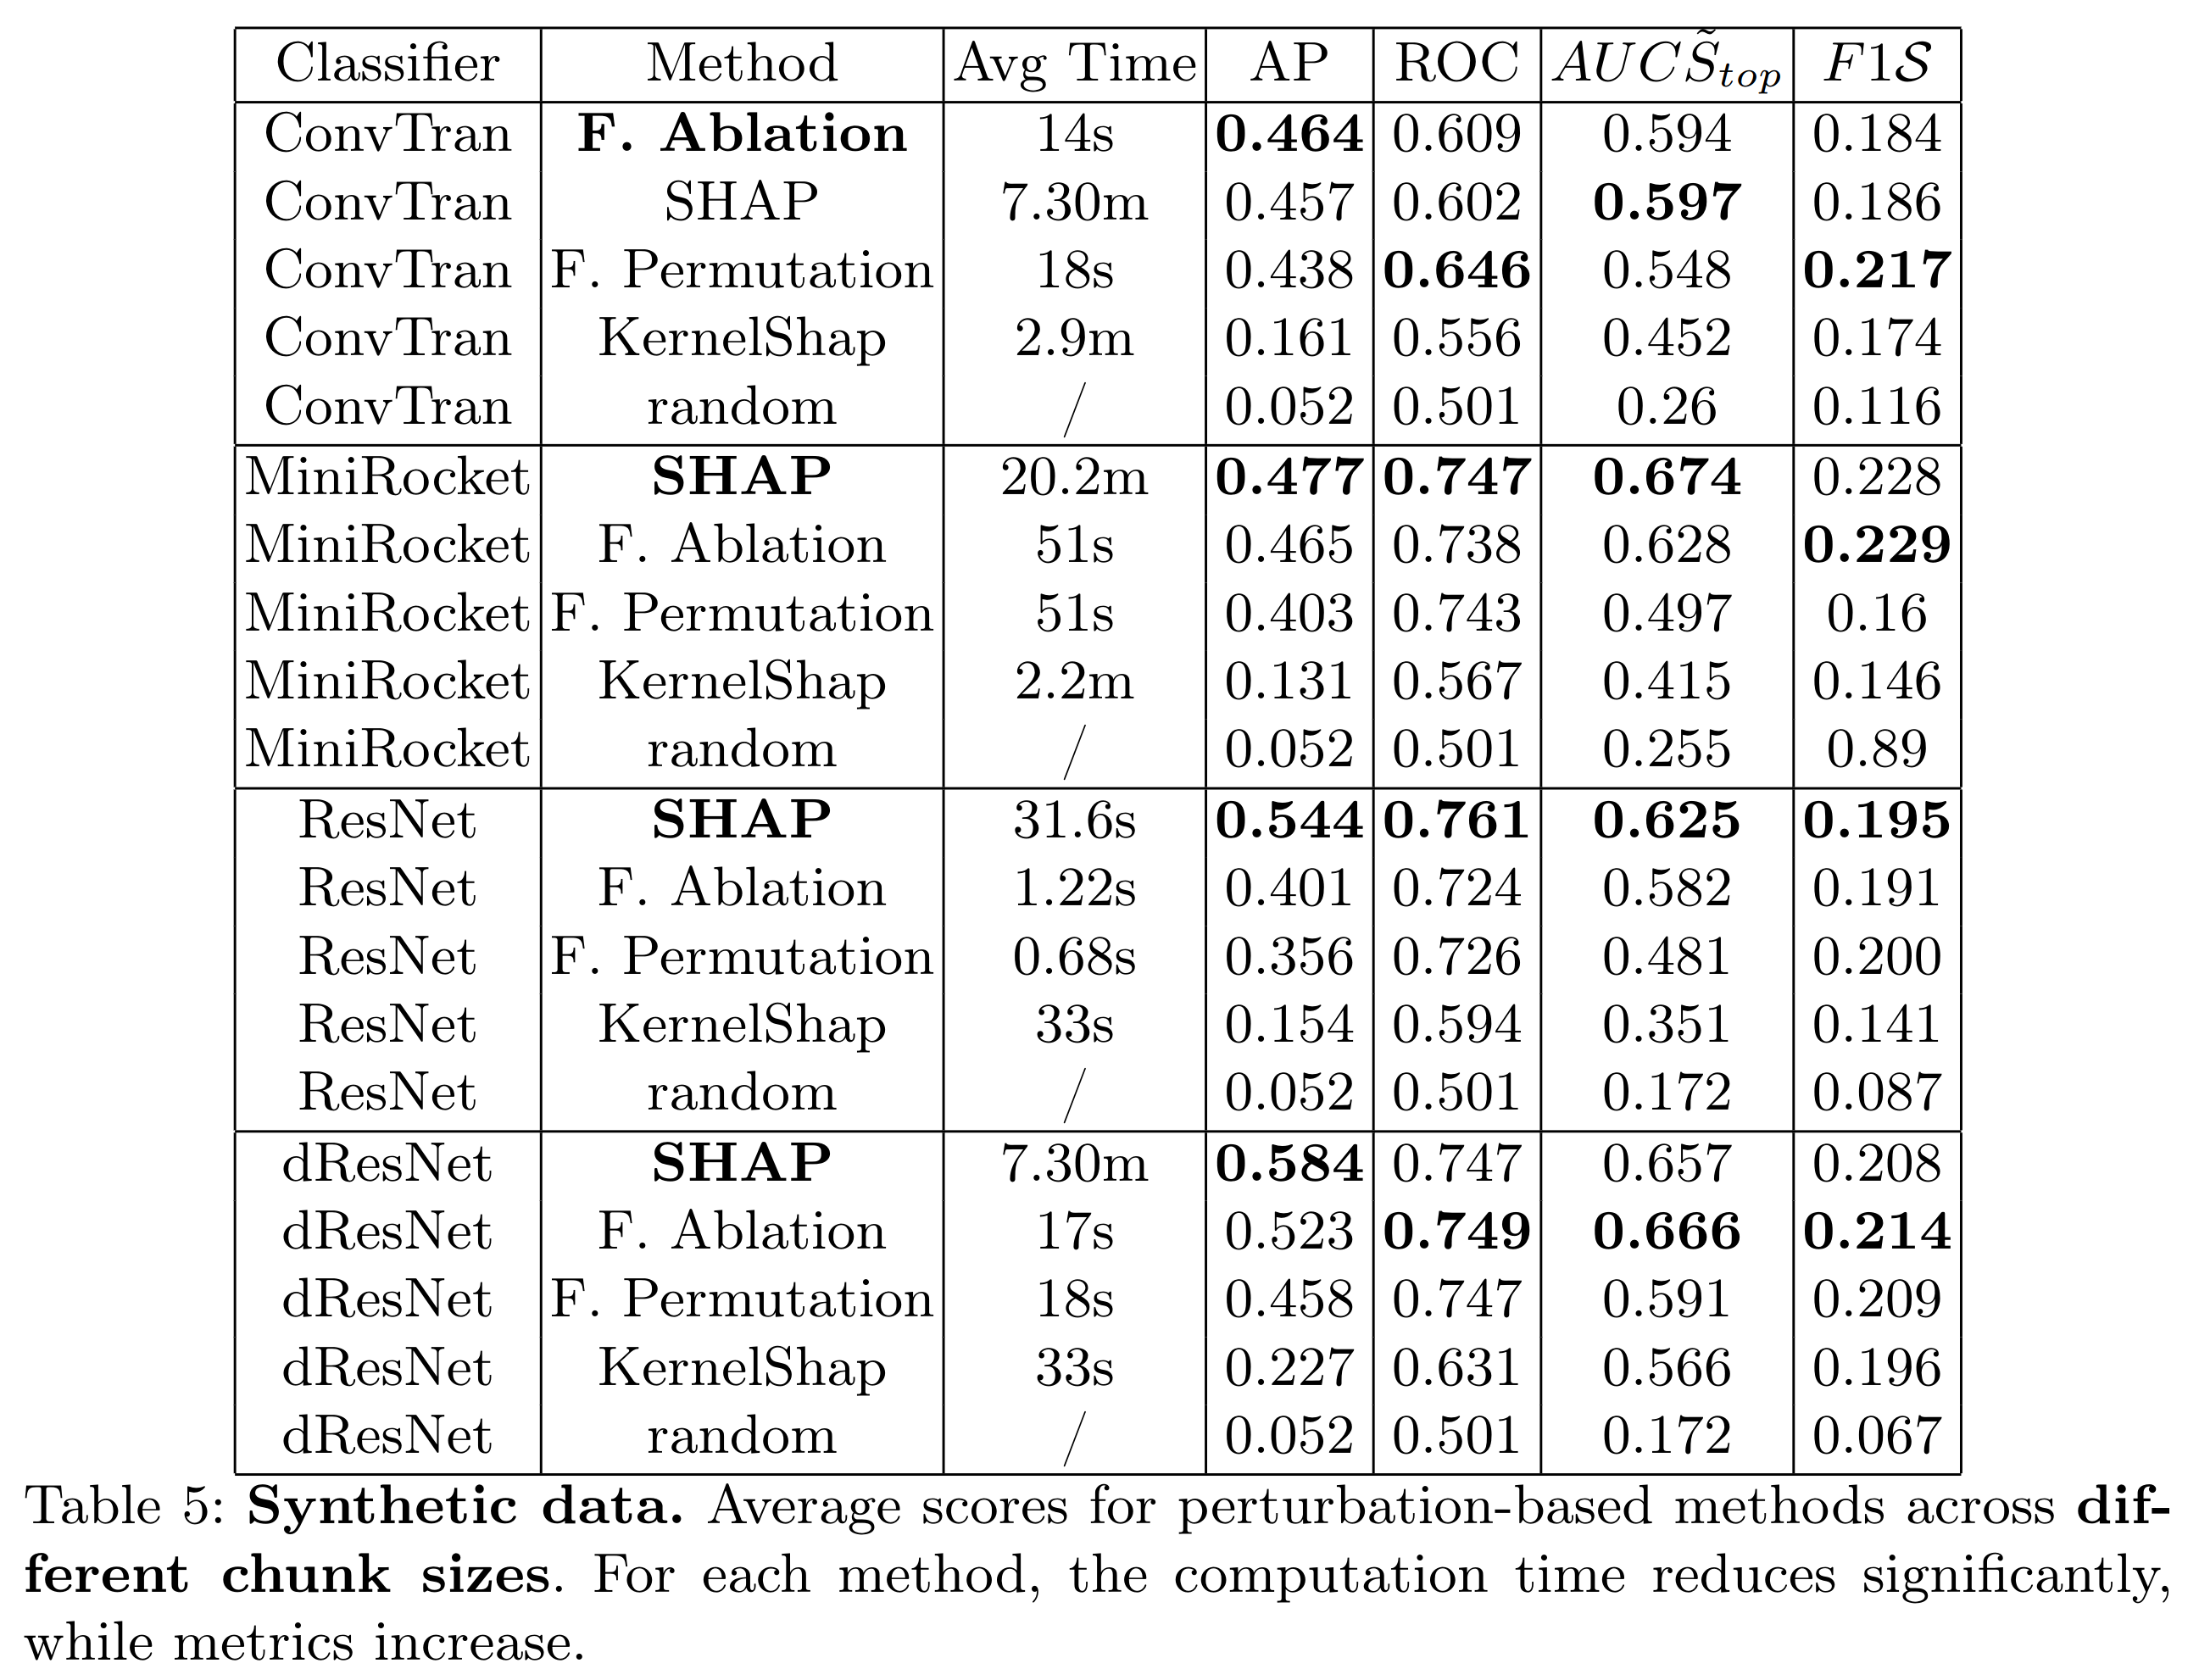 Classifier Method Avg Time AP ROC AUCS̃top F1𝒮
ConvTran F. Ablation 14s 0.464 0.609 0.594 0.184
ConvTran SHAP 7.30m 0.457 0.602 0.597 0.186
ConvTran F. Permutation 18s 0.438 0.646 0.548 0.217
ConvTran KernelShap 2.9m 0.161 0.556 0.452 0.174
ConvTran random / 0.052 0.501 0.26 0.116
MiniRocket SHAP 20.2m 0.477 0.747 0.674 0.228
MiniRocket F. Ablation 51s 0.465 0.738 0.628 0.229
MiniRocket F. Permutation 51s 0.403 0.743 0.497 0.16
MiniRocket KernelShap 2.2m 0.131 0.567 0.415 0.146
MiniRocket random / 0.052 0.501 0.255 0.89
ResNet SHAP 31.6s 0.544 0.761 0.625 0.195
ResNet F. Ablation 1.22s 0.401 0.724 0.582 0.191
ResNet F. Permutation 0.68s 0.356 0.726 0.481 0.200
ResNet KernelShap 33s 0.154 0.594 0.351 0.141
ResNet random / 0.052 0.501 0.172 0.087
dResNet SHAP 7.30m 0.584 0.747 0.657 0.208
dResNet F. Ablation 17s 0.523 0.749 0.666 0.214
dResNet F. Permutation 18s 0.458 0.747 0.591 0.209
dResNet KernelShap 33s 0.227 0.631 0.566 0.196
dResNet random / 0.052 0.501 0.172 0.067
Table 5: Synthetic data. Average scores for perturbation-based methods across dif-
ferent chunk sizes. For each method, the computation time reduces significantly,
while metrics increase.